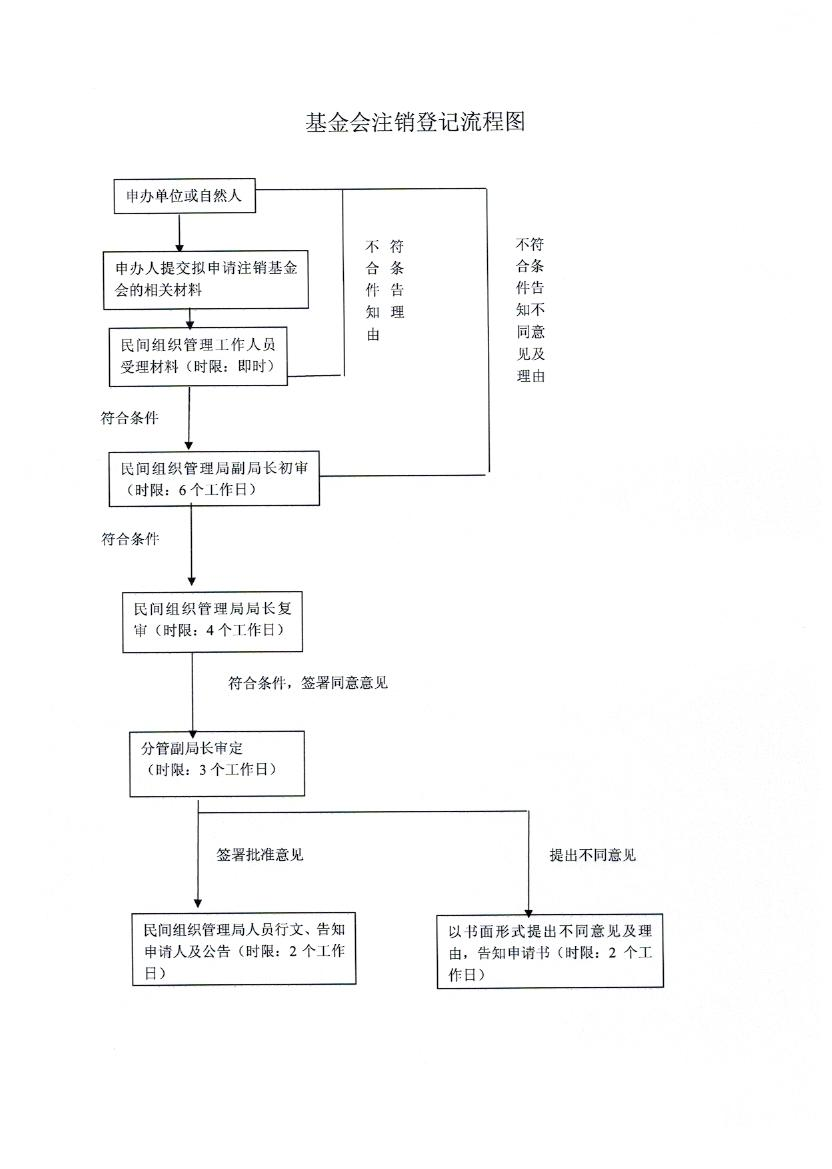 基金会注销登记流程图
申办单位或自然人
申办人提交拟申请注销基金
会的相关材料
民间组织管理工作人员
受理材料（时限：即时）
不 符
合 条
件 告
知 理
由
不符
合条
件告
知不
同意
见及
理由
符合条件
民间组织管理局副局长初审
（时限：6个工作日）
符合条件
民间组织管理局局长复
审（时限：4个工作日）
符合条件，签署同意意见
分管副局长审定
（时限：3个工作日）
签署批准意见
提出不同意见
民间组织管理局人员行文、告知
申请人及公告（时限：2个工作
日）
以书面形式提出不同意见及理
由，告知申请书（时限：2 个工
作日）